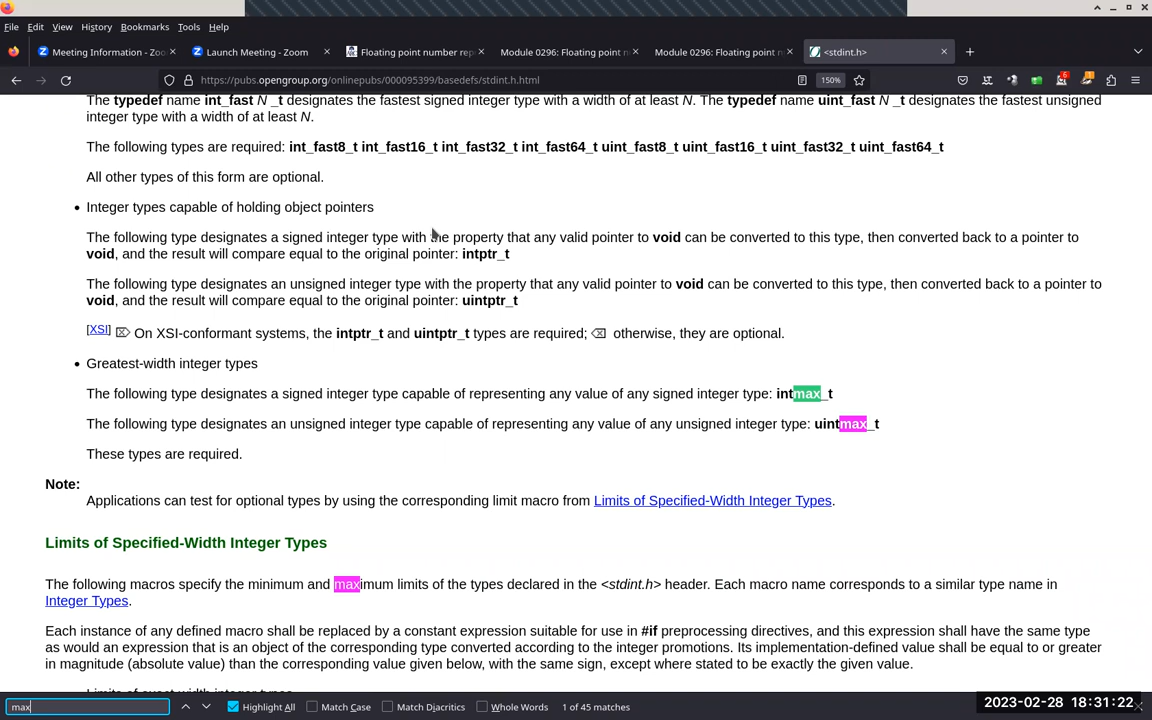 File Edit View History Bookmarks Tools Help
Meeting Information - Zoo
Launch Meeting - Zoom
Floating point number rep
Module 0296: Floating point n
Module 0296: Floating point n
<stdint.h>
https://pubs.opengroup.org/onlinepubs/000095399/basedefs/stdint.h.html
150%
6
The typedef name int_fast N _t designates the fastest signed integer type with a width of at least N. The typedef name uint_fast N _t designates the fastest unsigned
integer type with a width of at least N.
The following types are required: int_fast8_t int_fast16_t int_fast32_t int_fast64_t uint_fast8_t uint_fast16_t uint_fast32_t uint_fast64_t
All other types of this form are optional.
• Integer types capable of holding object pointers
The following type designates a signed integer type with the property that any valid pointer to void can be converted to this type, then converted back to a pointer to
void, and the result will compare equal to the original pointer: intptr_t
The following type designates an unsigned integer type with the property that any valid pointer to void can be converted to this type, then converted back to a pointer to
void, and the result will compare equal to the original pointer: uintptr_t
[XSI] On XSI-conformant systems, the intptr_t and uintptr_t types are required; otherwise, they are optional.
• Greatest-width integer types
The following type designates a signed integer type capable of representing any value of any signed integer type: intmax_t
The following type designates an unsigned integer type capable of representing any value of any unsigned integer type: uintmax_t
These types are required.
Note:
Applications can test for optional types by using the corresponding limit macro from Limits of Specified-Width Integer Types.
Limits of Specified-Width Integer Types
The following macros specify the minimum and maximum limits of the types declared in the <stdint.h> header. Each macro name corresponds to a similar type name in
Integer Types.
Each instance of any defined macro shall be replaced by a constant expression suitable for use in #if preprocessing directives, and this expression shall have the same type
as would an expression that is an object of the corresponding type converted according to the integer promotions. Its implementation-defined value shall be equal to or greater
in magnitude (absolute value) than the corresponding value given below, with the same sign, except where stated to be exactly the given value.
Limits of exact-width integer types
max
Highlight All
Match Case
Match Diacritics
Whole Words
1 of 45 matches
2023-02-28 18:31:22